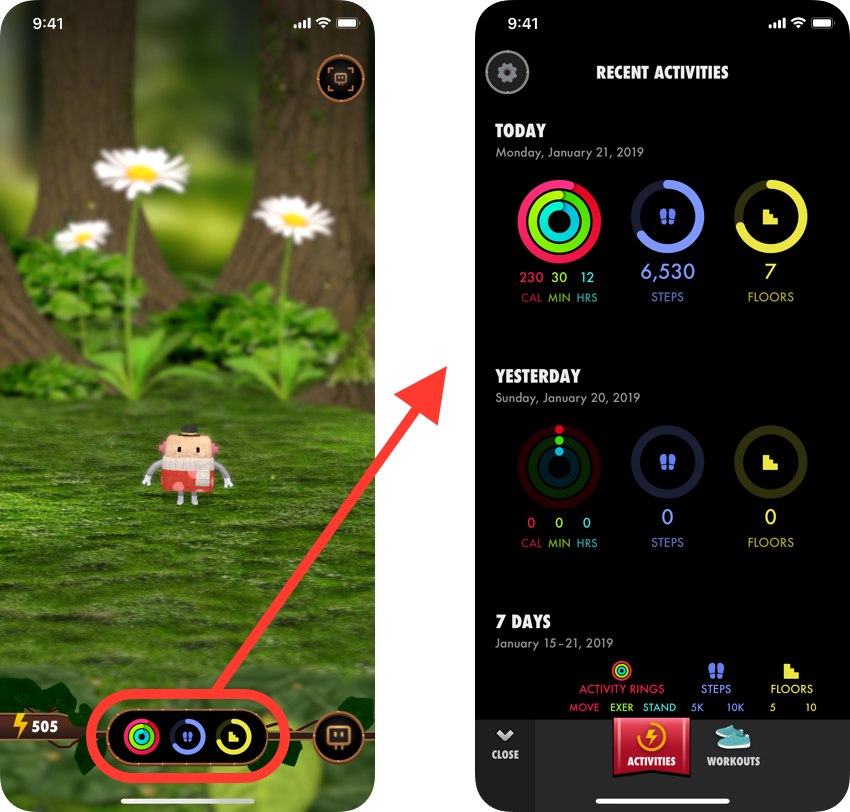 9:41
505
9:41
RECENT ACTIVITIES
TODAY
Monday, January 21, 2019
230 30 12 6,530 7
CAL MIN HRS STEPS FLOORS
YESTERDAY
Sunday, January 20, 2019
0 0 0 0 0
CAL MIN HRS STEPS FLOORS
7 DAYS
January 15–21, 2019
ACTIVITY RINGS STEPS FLOORS
MOVE EXER STAND 5K 10K 5 10
CLOSE ACTIVITIES WORKOUTS